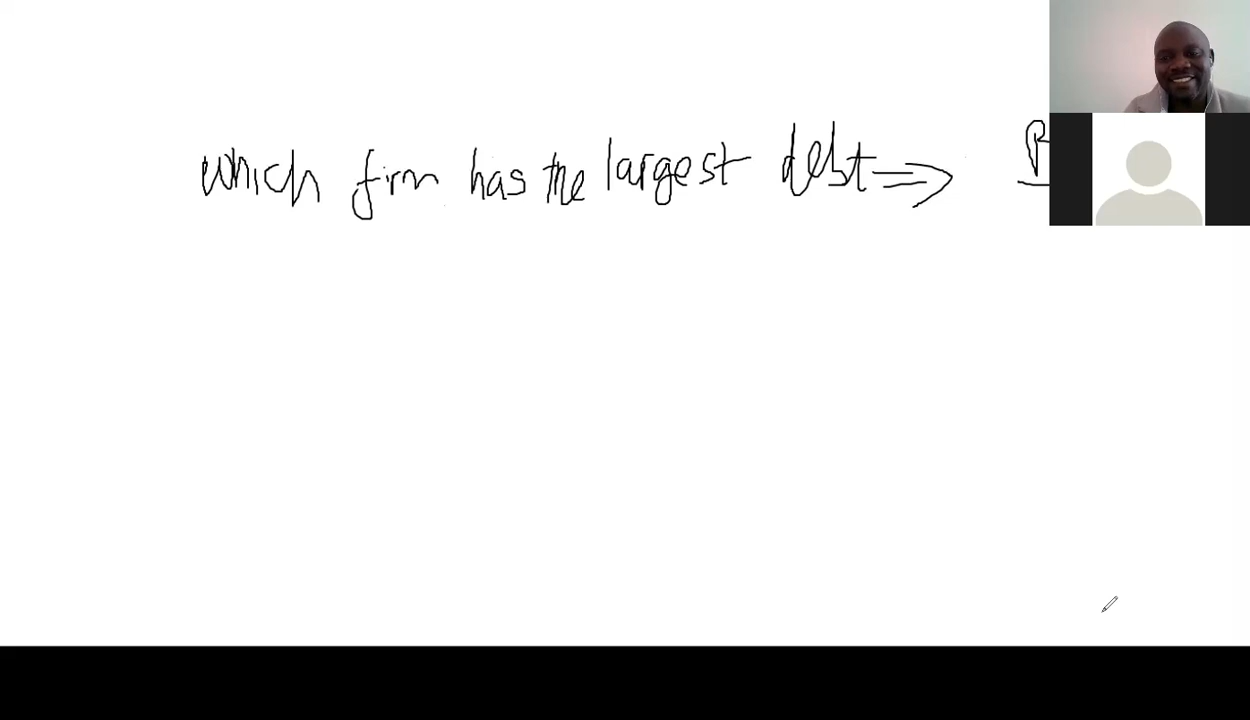 which firm has the largest debt ⇒ B